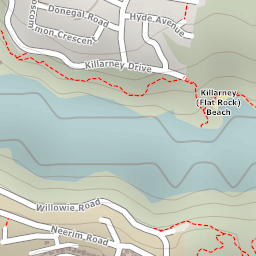 Donegal Road
Hyde Avenue
Killarney Drive
Killarney
(Flat Rock)
Beach
Willowie Road
Neerim Road